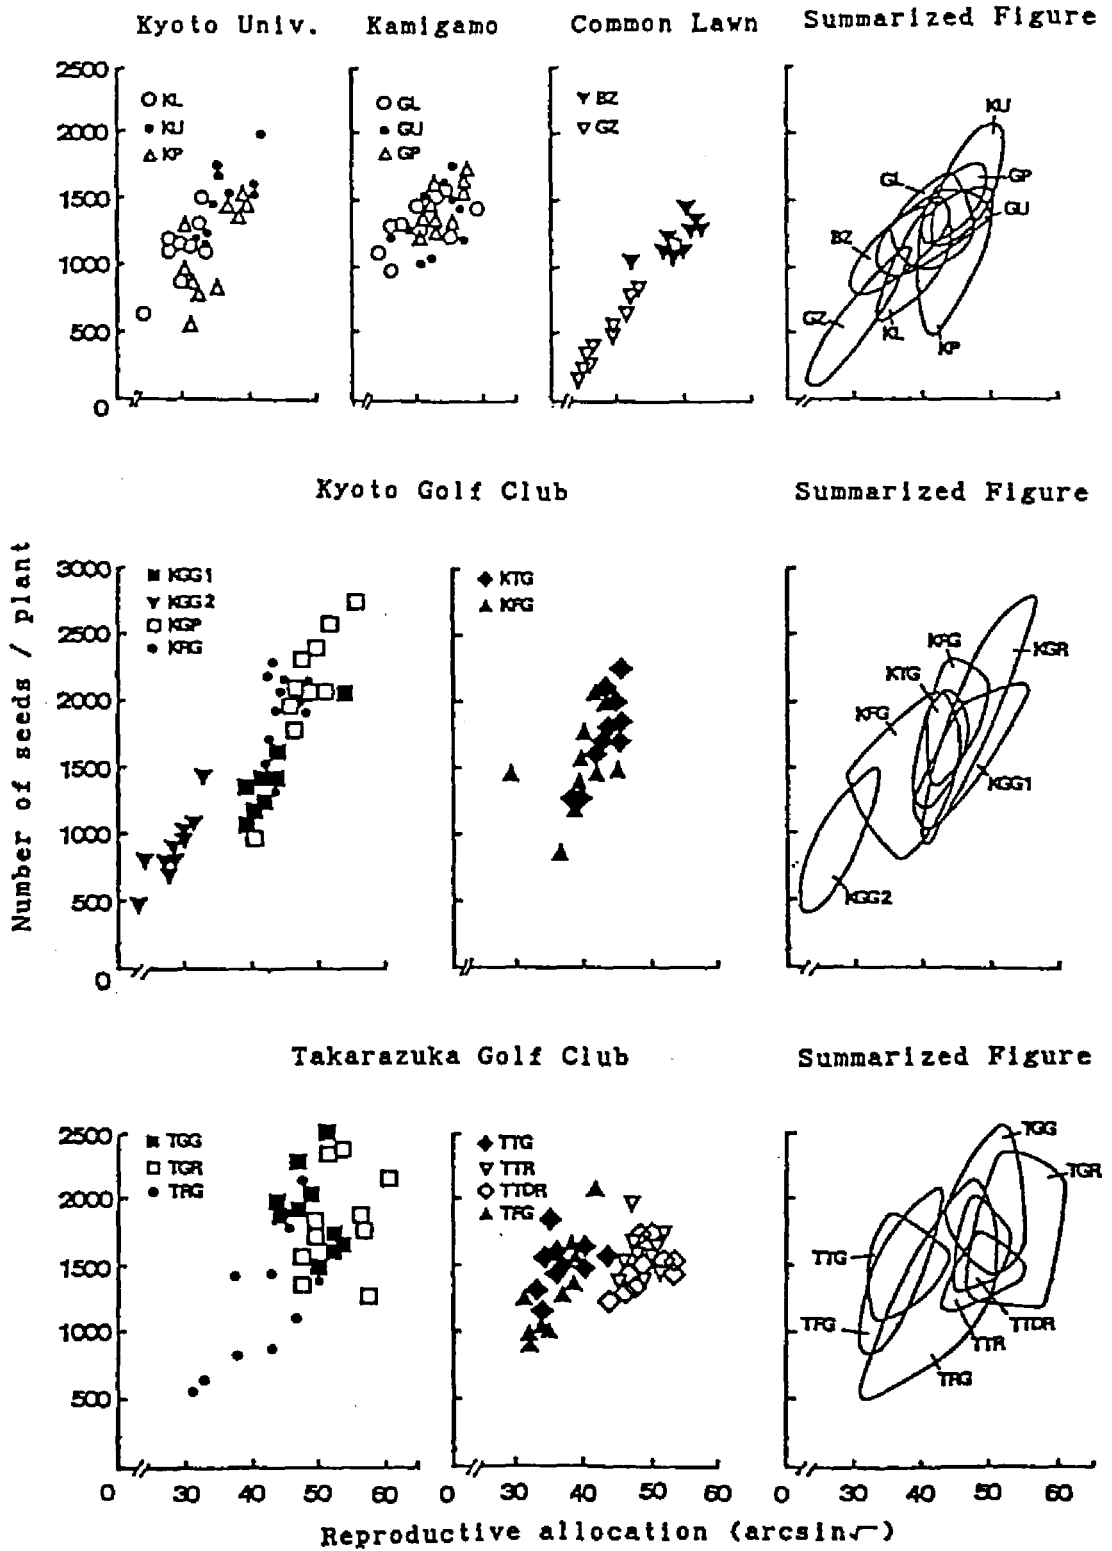 Kyoto Univ. Kamigamo Common Lawn Summarized Figure
2500
2000
1500
1000
500
0
KL
KU
KP
GL
GU
GP
BZ
GZ
KU
GL
GP
GU
BZ
GZ
KL
KP
Kyoto Golf Club Summarized Figure
Number of seeds / plant
3000
2500
2000
1500
1000
500
0
KGG1
KGG2
KGP
KRG
KTG
KFG
KRG
KGR
KTG
KFG
KGG1
KGG2
Takarazuka Golf Club Summarized Figure
2500
2000
1500
1000
500
TGG
TGR
TRG
TTG
TTR
TTDR
TFG
TGG
TGR
TTG
TFG
TTR
TTDR
TRG
0 30 40 50 60 0 30 40 50 60 0 30 40 50 60
Reproductive allocation (arcsin√‾)